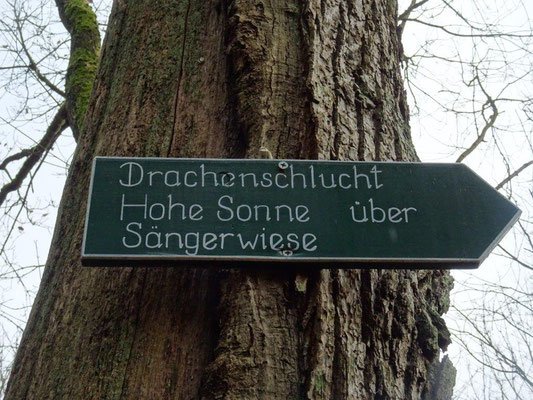 Drachenschlucht
Hohe Sonne über
Sängerwiese